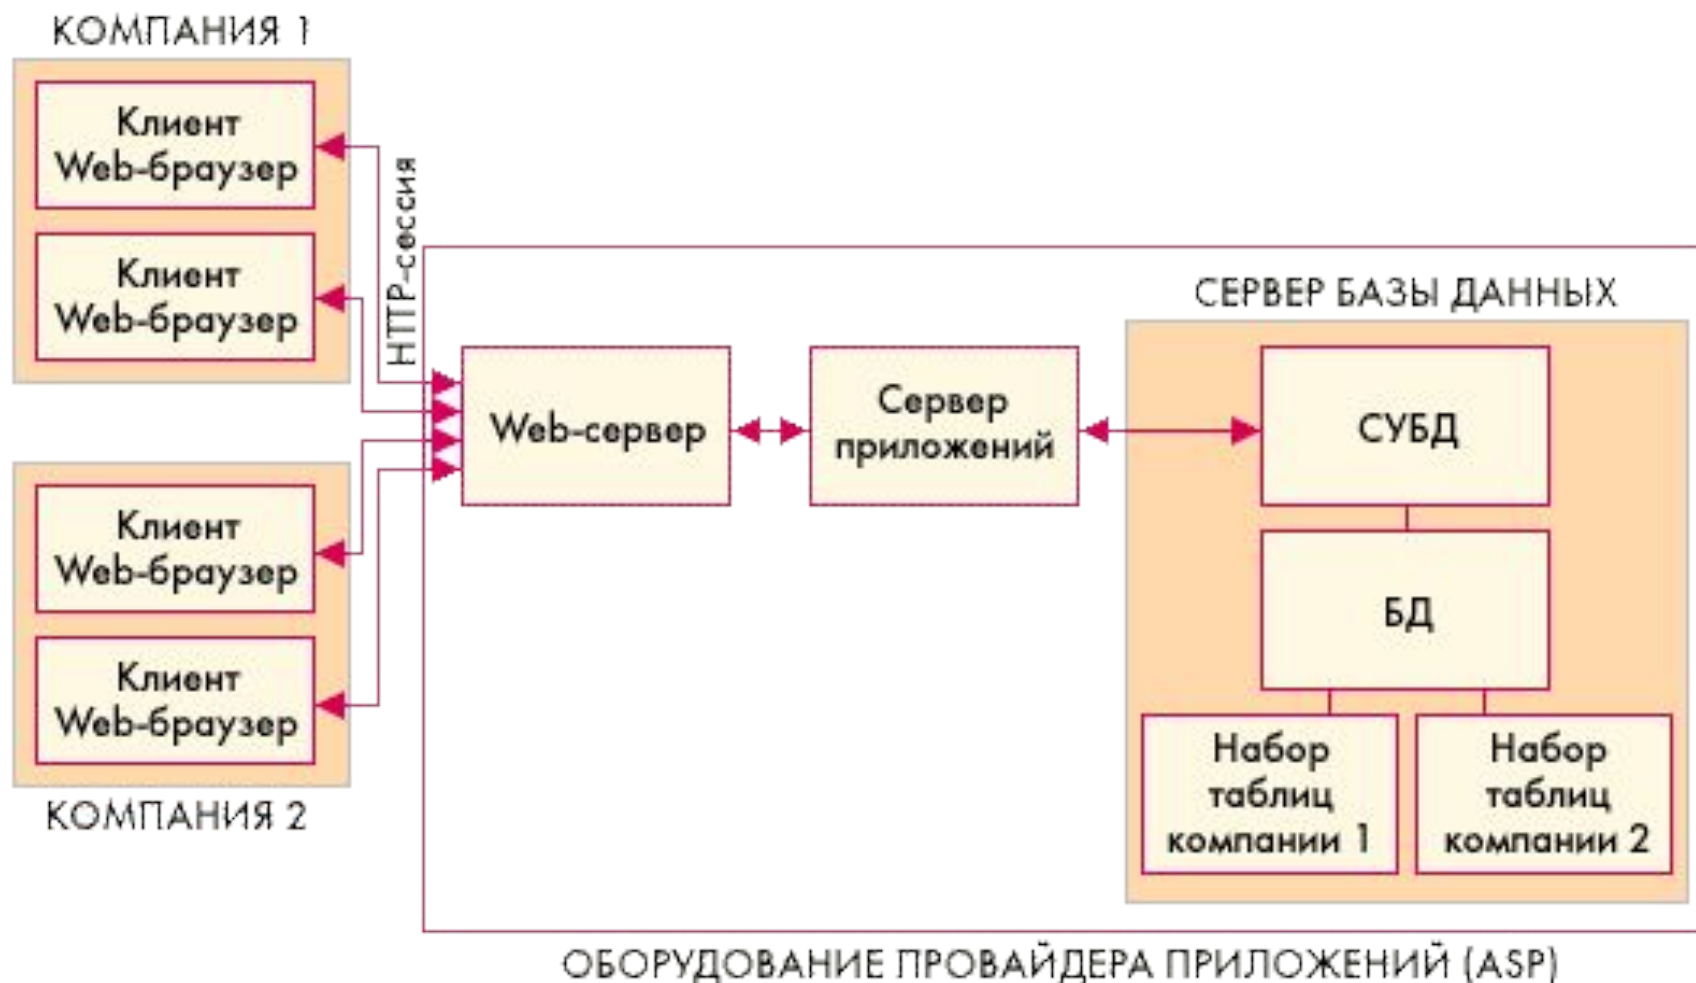 КОМПАНИЯ 1
Клиент
Web-браузер
Клиент
Web-браузер
HTTP-сессия
Клиент
Web-браузер
Клиент
Web-браузер
КОМПАНИЯ 2
Web-сервер
Сервер
приложений
СЕРВЕР БАЗЫ ДАННЫХ
СУБД
БД
Набор
таблиц
компании 1
Набор
таблиц
компании 2
ОБОРУДОВАНИЕ ПРОВАЙДЕРА ПРИЛОЖЕНИЙ (ASP)